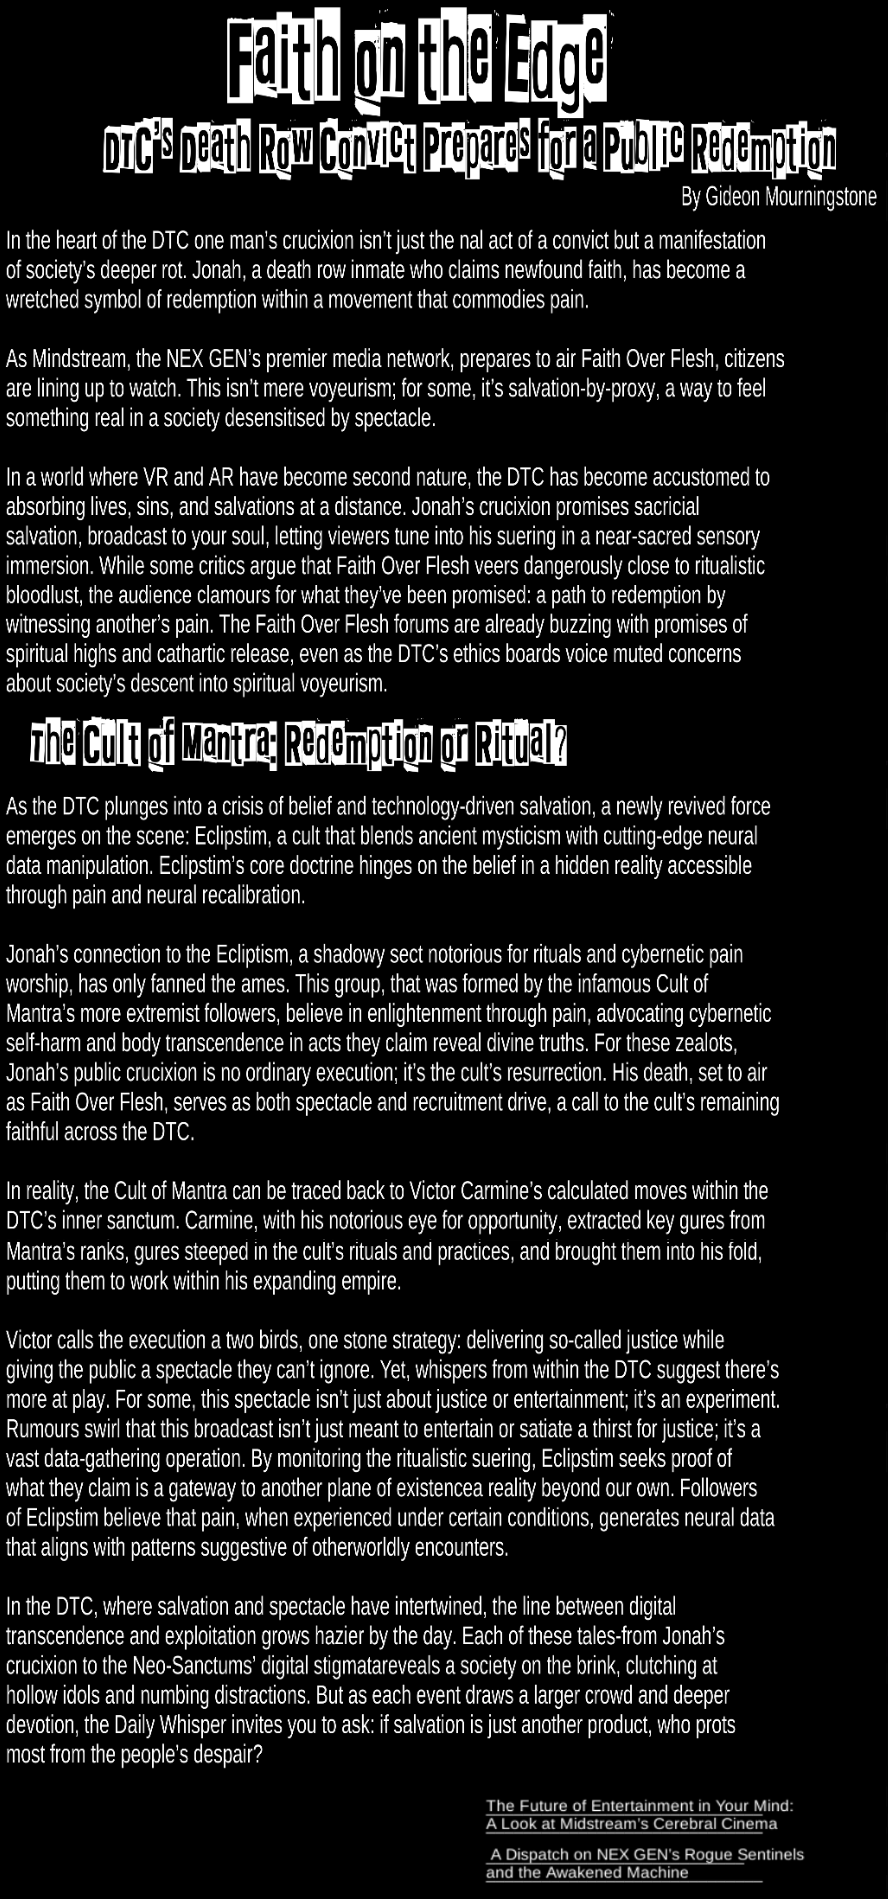 Faith on the Edge
DTC's Death Row Convict Prepares for a Public Redemption
By Gideon Mourningstone
In the heart of the DTC one man's crucixion isn't just the nal act of a convict but a manifestation
of society's deeper rot. Jonah, a death row inmate who claims newfound faith, has become a
wretched symbol of redemption within a movement that commodies pain.
As Mindstream, the NEX GEN's premier media network, prepares to air Faith Over Flesh, citizens
are lining up to watch. This isn't mere voyeurism; for some, it's salvation-by-proxy, a way to feel
something real in a society desensitised by spectacle.
In a world where VR and AR have become second nature, the DTC has become accustomed to
absorbing lives, sins, and salvations at a distance. Jonah's crucixion promises sacricial
salvation, broadcast to your soul, letting viewers tune into his suering in a near-sacred sensory
immersion. While some critics argue that Faith Over Flesh veers dangerously close to ritualistic
bloodlust, the audience clamours for what they've been promised: a path to redemption by
witnessing another's pain. The Faith Over Flesh forums are already buzzing with promises of
spiritual highs and cathartic release, even as the DTC's ethics boards voice muted concerns
about society's descent into spiritual voyeurism.
The Cult of Mantra: Redemption or Ritual?
As the DTC plunges into a crisis of belief and technology-driven salvation, a newly revived force
emerges on the scene: Eclipstim, a cult that blends ancient mysticism with cutting-edge neural
data manipulation. Eclipstim's core doctrine hinges on the belief in a hidden reality accessible
through pain and neural recalibration.
Jonah's connection to the Ecliptism, a shadowy sect notorious for rituals and cybernetic pain
worship, has only fanned the ames. This group, that was formed by the infamous Cult of
Mantra's more extremist followers, believe in enlightenment through pain, advocating cybernetic
self-harm and body transcendence in acts they claim reveal divine truths. For these zealots,
Jonah's public crucixion is no ordinary execution; it's the cult's resurrection. His death, set to air
as Faith Over Flesh, serves as both spectacle and recruitment drive, a call to the cult's remaining
faithful across the DTC.
In reality, the Cult of Mantra can be traced back to Victor Carmine's calculated moves within the
DTC's inner sanctum. Carmine, with his notorious eye for opportunity, extracted key gures from
Mantra's ranks, gures steeped in the cult's rituals and practices, and brought them into his fold,
putting them to work within his expanding empire.
Victor calls the execution a two birds, one stone strategy: delivering so-called justice while
giving the public a spectacle they can't ignore. Yet, whispers from within the DTC suggest there's
more at play. For some, this spectacle isn't just about justice or entertainment; it's an experiment.
Rumours swirl that this broadcast isn't just meant to entertain or satiate a thirst for justice; it's a
vast data-gathering operation. By monitoring the ritualistic suering, Eclipstim seeks proof of
what they claim is a gateway to another plane of existencea reality beyond our own. Followers
of Eclipstim believe that pain, when experienced under certain conditions, generates neural data
that aligns with patterns suggestive of otherworldly encounters.
In the DTC, where salvation and spectacle have intertwined, the line between digital
transcendence and exploitation grows hazier by the day. Each of these tales-from Jonah's
crucixion to the Neo-Sanctums' digital stigmatareveals a society on the brink, clutching at
hollow idols and numbing distractions. But as each event draws a larger crowd and deeper
devotion, the Daily Whisper invites you to ask: if salvation is just another product, who prots
most from the people's despair?
The Future of Entertainment in Your Mind:
A Look at Midstream's Cerebral Cinema
A Dispatch on NEX GEN's Rogue Sentinels
and the Awakened Machine